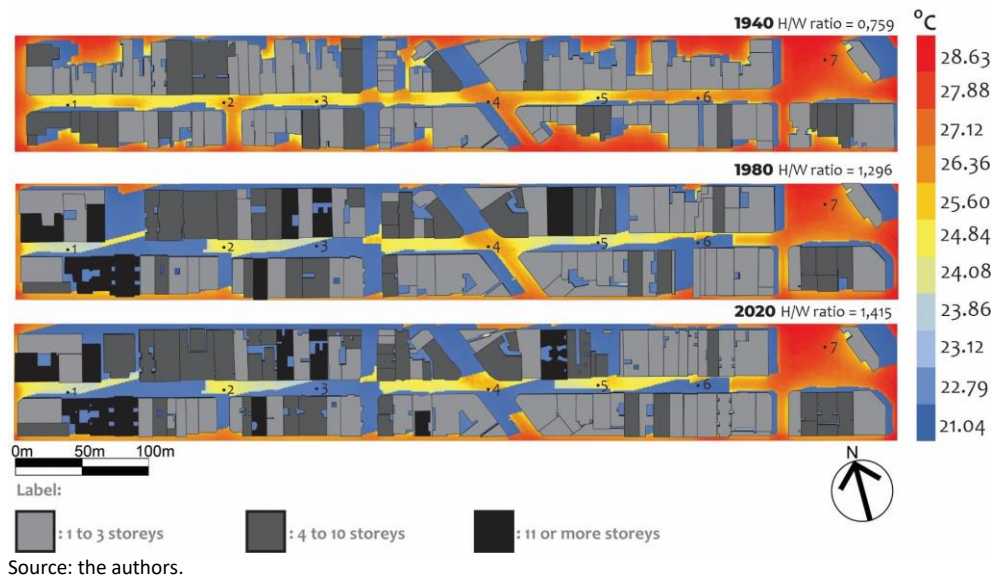 1940 H/W ratio = 0,759
°C
28.63
27.88
27.12
26.36
25.60
24.84
24.08
23.86
23.12
22.79
21.04
1 2 3 4 5 6 7
1980 H/W ratio = 1,296
1 2 3 4 5 6 7
2020 H/W ratio = 1,415
1 2 3 4 5 6 7
0m 50m 100m
N
Label:
: 1 to 3 storeys : 4 to 10 storeys : 11 or more storeys
Source: the authors.